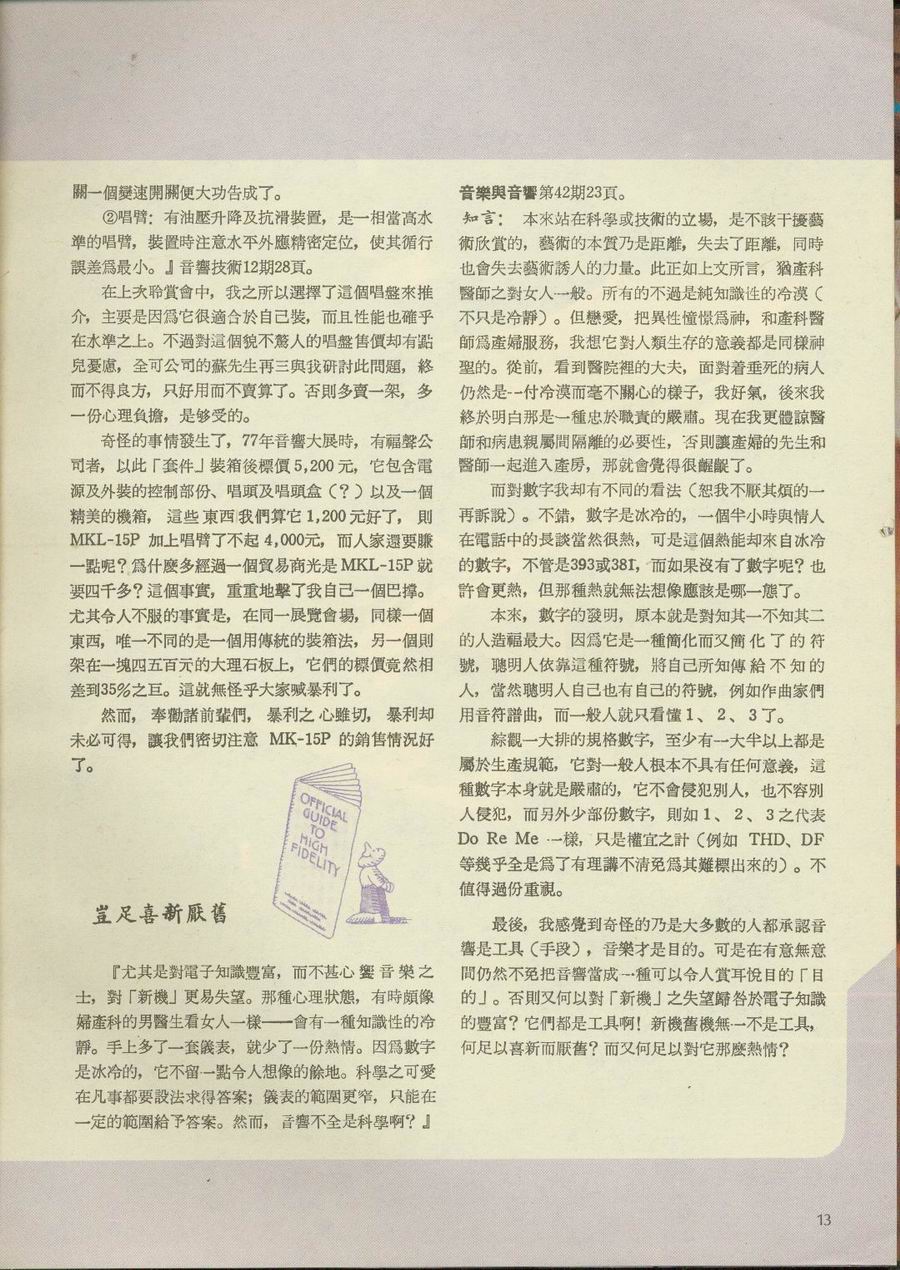 關一個變速開關便大功告成了。
②唱臂：有油壓升降及抗滑裝置，是一相當高水
準的唱臂，裝置時注意水平外應精密定位，使其循行
誤差爲最小。』音響技術12期28頁。
在上次聆賞會中，我之所以選擇了這個唱盤來推
介，主要是因爲它很適合於自己裝，而且性能也確乎
在水準之上。不過對這個貌不驚人的唱盤售價却有點
兒憂慮，全可公司的蘇先生再三與我研討此問題，終
而不得良方，只好用而不賣算了。否則多賣一架，多
一份心理負擔，是够受的。
奇怪的事情發生了，77年音響大展時，有福聲公
司者，以此「套件」裝箱後標價5,200元，它包含電
源及外裝的控制部份、唱頭及唱頭盒（？）以及一個
精美的機箱，這些東西我們算它1,200元好了，則
MKL-15P 加上唱臂了不起4,000元，而人家還要賺
一點呢？爲什麼多經過一個貿易商光是MKL-15P就
要四千多？這個事實，重重地擊了我自己一個巴撑。
尤其令人不服的事實是，在同一展覽會場，同樣一個
東西，唯一不同的是一個用傳統的裝箱法，另一個則
架在一塊四五百元的大理石板上，它們的標價竟然相
差到35%之巨。這就無怪乎大家喊暴利了。
然而，奉勸諸前輩們，暴利之心雖切，暴利却
未必可得，讓我們密切注意 MK-15P 的銷售情況好
了。
OFFICIAL
GUIDE
TO
HIGH
FIDELITY
豈足喜新厭舊
『尤其是對電子知識豐富，而不甚心饗音樂之
士，對「新機」更易失望。那種心理狀態，有時頗像
婦產科的男醫生看女人一樣——會有一種知識性的冷
靜。手上多了一套儀表，就少了一份熱情。因爲數字
是冰冷的，它不留一點令人想像的餘地。科學之可愛
在凡事都要設法求得答案；儀表的範圍更窄，只能在
一定的範圍給予答案。然而，音響不全是科學啊？』
音樂與音響第42期23頁。
知言：本來站在科學或技術的立場，是不該干擾藝
術欣賞的，藝術的本質乃是距離，失去了距離，同時
也會失去藝術誘人的力量。此正如上文所言，猶產科
醫師之對女人一般。所有的不過是純知識性的冷漠（
不只是冷靜）。但戀愛，把異性憧憬爲神，和產科醫
師爲產婦服務，我想它對人類生存的意義都是同樣神
聖的。從前，看到醫院裡的大夫，面對着垂死的病人
仍然是一付冷漠而毫不關心的樣子，我好氣，後來我
終於明白那是一種忠於職責的嚴肅。現在我更體諒醫
師和病患親屬間隔離的必要性，否則讓產婦的先生和
醫師一起進入產房，那就會覺得很齷齪了。
而對數字我却有不同的看法（恕我不厭其煩的一
再訴說）。不錯，數字是冰冷的，一個半小時與情人
在電話中的長談當然很熱，可是這個熱能却來自冰冷
的數字，不管是393或381，而如果沒有了數字呢？也
許會更熱，但那種熱就無法想像應該是哪一態了。
本來，數字的發明，原本就是對知其一不知其二
的人造福最大。因爲它是一種簡化而又簡化了的符
號，聰明人依靠這種符號，將自己所知傳給不知的
人，當然聰明人自己也有自己的符號，例如作曲家們
用音符譜曲，而一般人就只看懂1、2、3了。
綜觀一大排的規格數字，至少有一大半以上都是
屬於生產規範，它對一般人根本不具有任何意義，這
種數字本身就是嚴肅的，它不會侵犯別人，也不容別
人侵犯，而另外少部份數字，則如1、2、3之代表
Do Re Me 一樣，只是權宜之計（例如 THD、DF
等幾乎全是爲了有理講不清免爲其難標出來的）。不
值得過份重視。
最後，我感覺到奇怪的乃是大多數的人都承認音
響是工具（手段），音樂才是目的。可是在有意無意
間仍然不免把音響當成一種可以令人賞耳悅目的「目
的」。否則又何以對「新機」之失望歸咎於電子知識
的豐富？它們都是工具啊！新機舊機無一不是工具，
何足以喜新而厭舊？而又何足以對它那麼熱情？
13